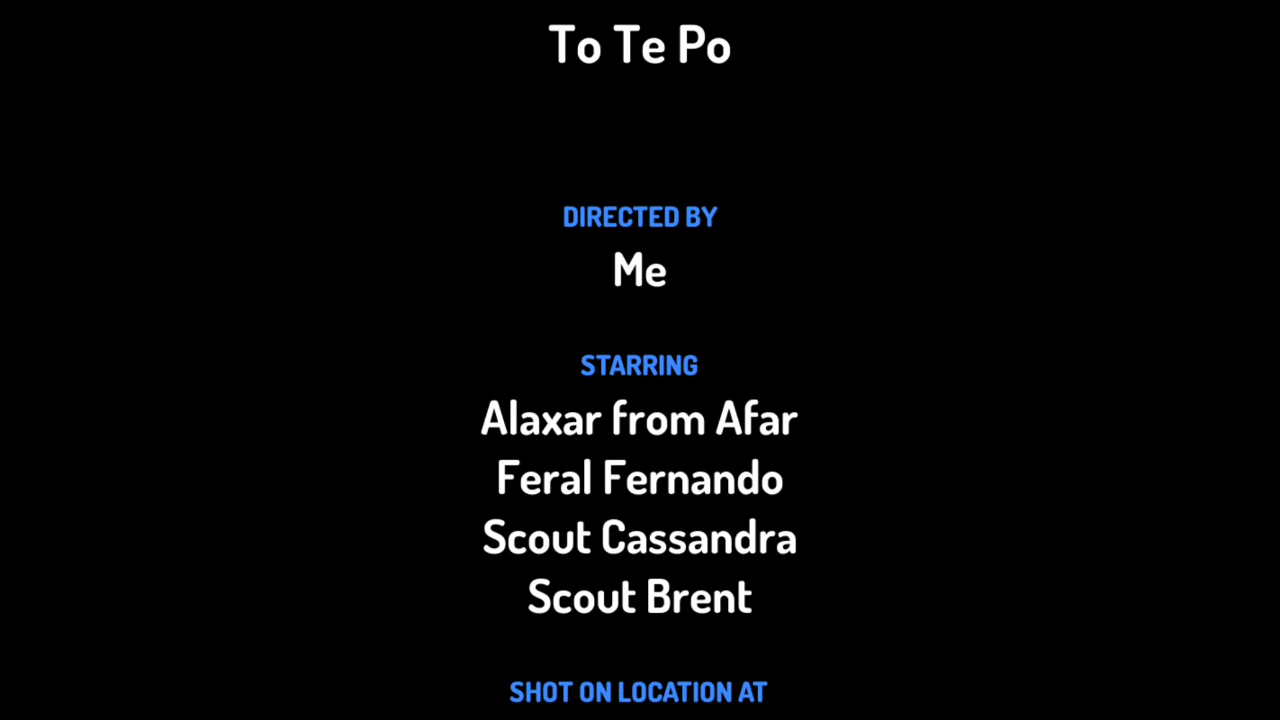 To Te Po
DIRECTED BY
Me
STARRING
Alaxar from Afar
Feral Fernando
Scout Cassandra
Scout Brent
SHOT ON LOCATION AT